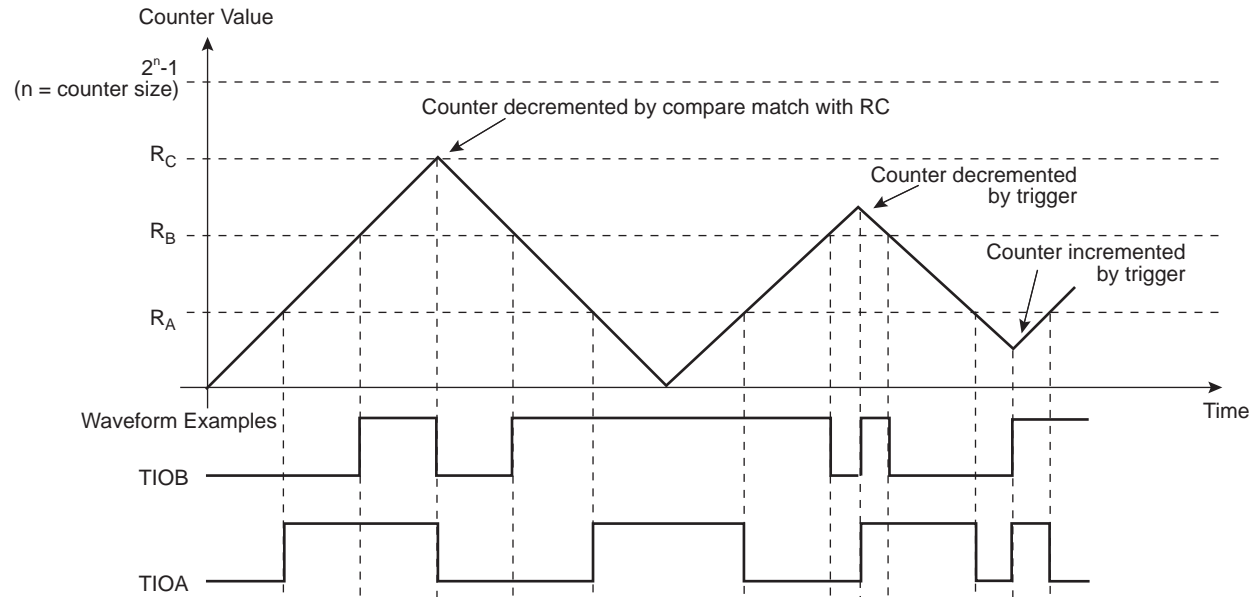 Counter Value
2ⁿ-1
(n = counter size)
Counter decremented by compare match with RC
R_C
Counter decremented
by trigger
R_B
Counter incremented
by trigger
R_A
Time
Waveform Examples
TIOB
TIOA